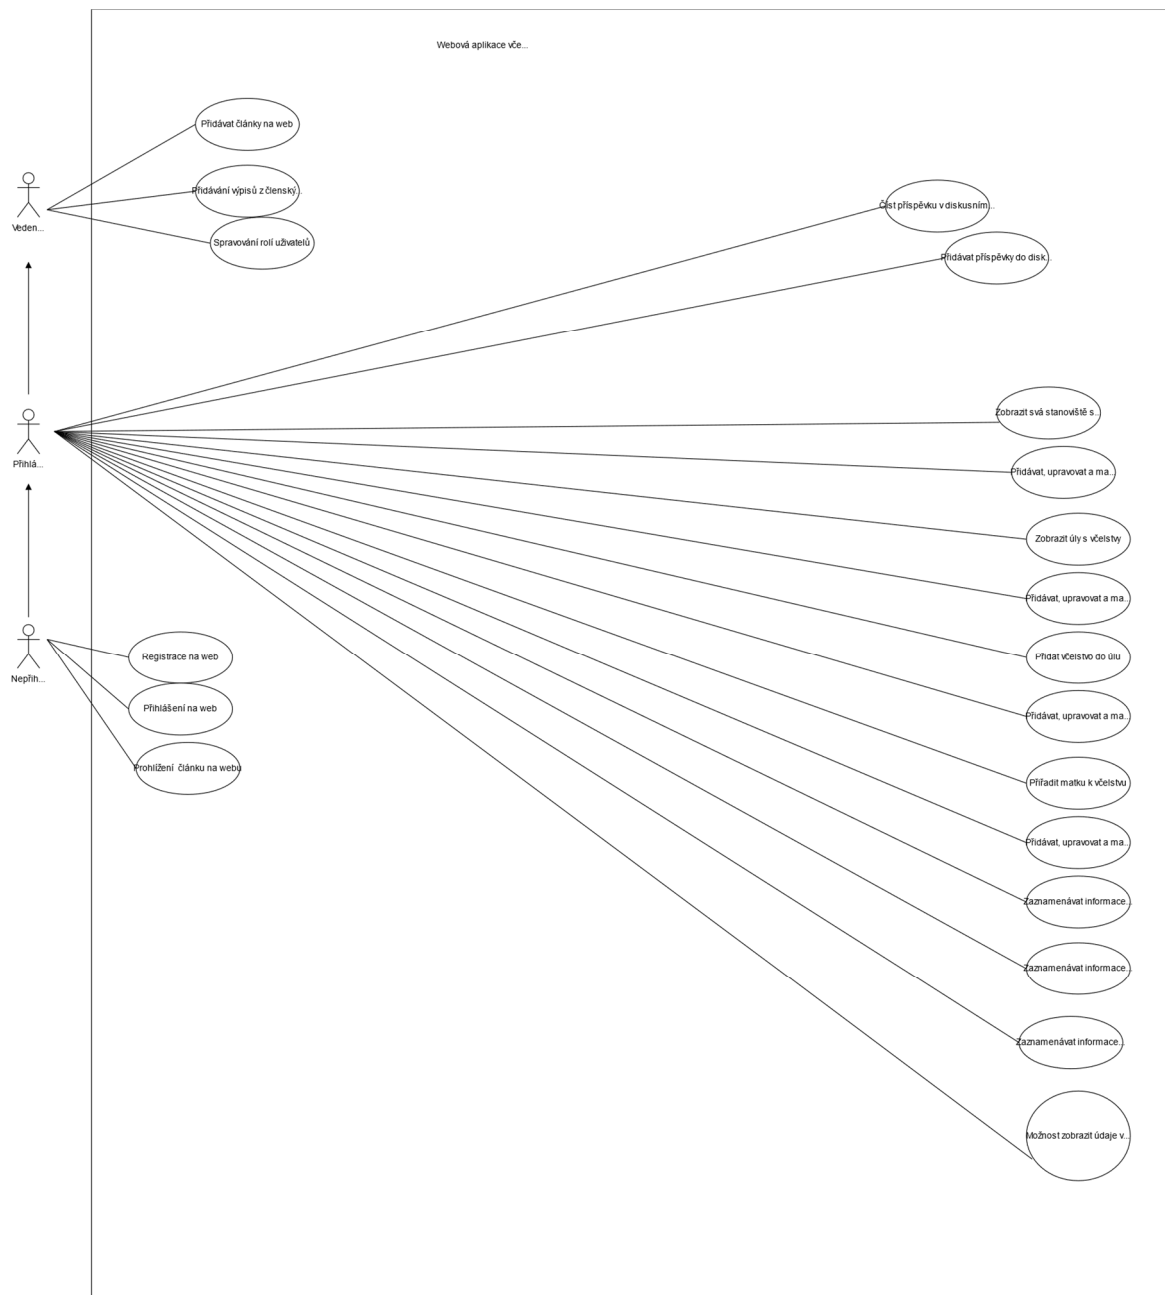 Webová aplikace vče...
Přidávat články na web
Přidávání výpisů z členský...
Spravování rolí uživatelů
Veden...
Číst příspěvku v diskusním...
Přidávat příspěvky do disk...
Přihlá...
Zobrazit svá stanoviště s...
Přidávat, upravovat a ma...
Zobrazit úly s včelstvy
Přidávat, upravovat a ma...
Přidat včelstvo do úlu
Přidávat, upravovat a ma...
Přiřadit matku k včelstvu
Přidávat, upravovat a ma...
Zaznamenávat informace...
Zaznamenávat informace...
Zaznamenávat informace...
Možnost zobrazit údaje v...
Nepřih...
Registrace na web
Přihlášení na web
Prohlížení článku na webu